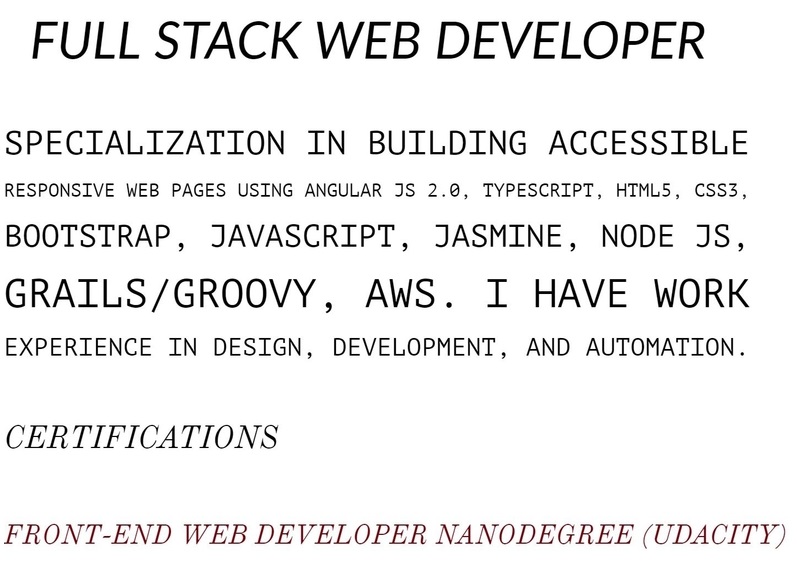 FULL STACK WEB DEVELOPER
SPECIALIZATION IN BUILDING ACCESSIBLE
RESPONSIVE WEB PAGES USING ANGULAR JS 2.0, TYPESCRIPT, HTML5, CSS3,
BOOTSTRAP, JAVASCRIPT, JASMINE, NODE JS,
GRAILS/GROOVY, AWS. I HAVE WORK
EXPERIENCE IN DESIGN, DEVELOPMENT, AND AUTOMATION.
CERTIFICATIONS
FRONT-END WEB DEVELOPER NANODEGREE (UDACITY)